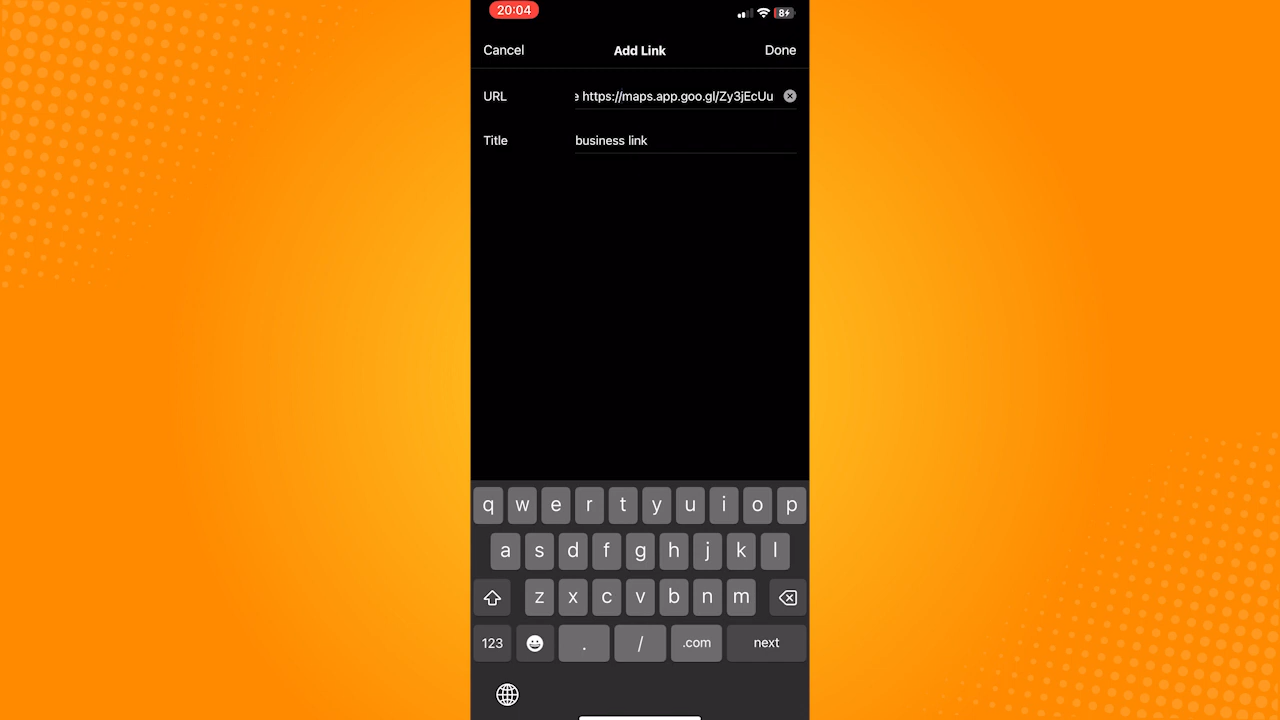 20:04
8
Cancel Add Link Done
URL e https://maps.app.goo.gl/Zy3jEcUu
Title business link
q w e r t y u i o p
a s d f g h j k l
z x c v b n m
123 . / .com next